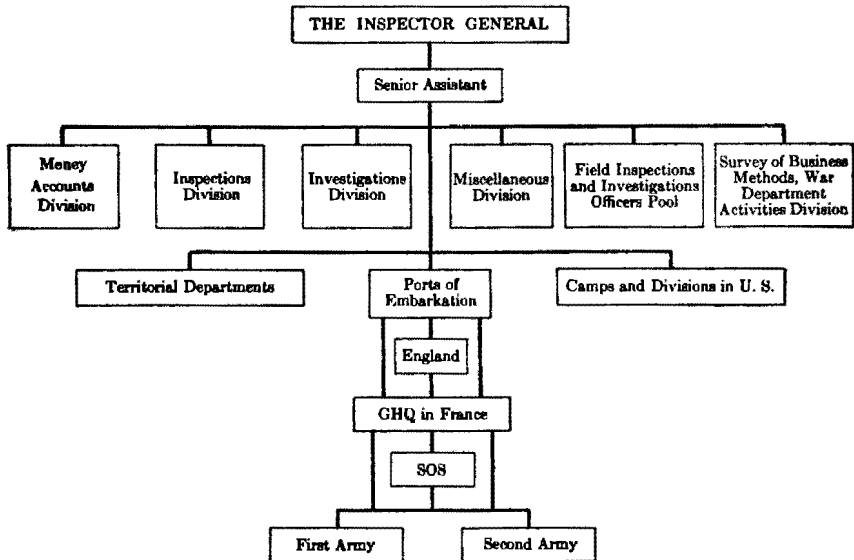 THE INSPECTOR GENERAL
Senior Assistant
Money
Accounts
Division
Inspections
Division
Investigations
Division
Miscellaneous
Division
Field Inspections
and Investigations
Officers Pool
Survey of Business
Methods, War
Department
Activities Division
Territorial Departments
Ports of
Embarkation
Camps and Divisions in U. S.
England
GHQ in France
SOS
First Army
Second Army